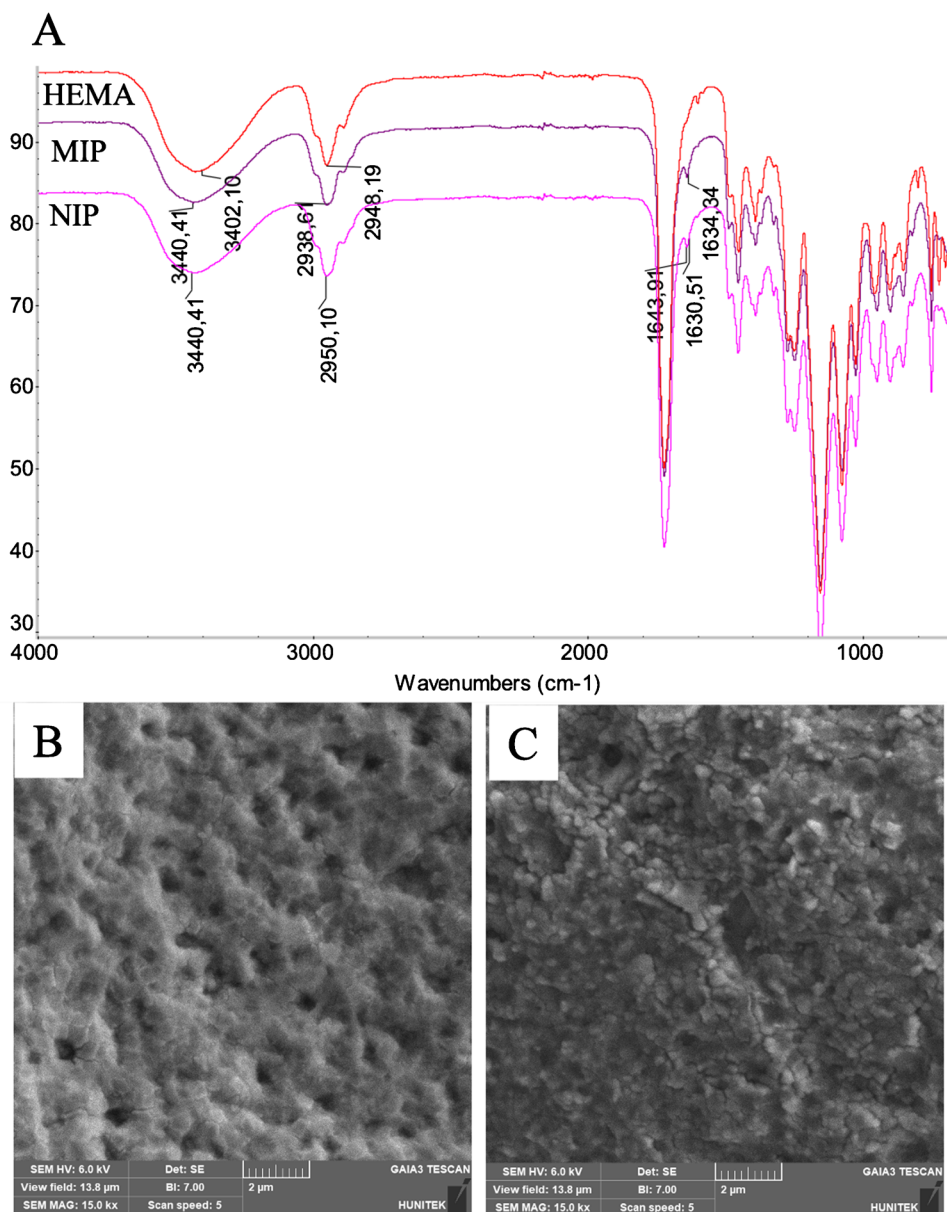 A
HEMA
MIP
NIP
90
80
70
60
50
40
30
3440,41
3402,10
2938,6
2948,19
3440,41
2950,10
1643,91
1630,51
1634,34
4000
3000
2000
1000
Wavenumbers (cm-1)
B
C
SEM HV: 6.0 kV
Det: SE
GAIA3 TESCAN
View field: 13.8 µm
BI: 7.00
2 µm
SEM MAG: 15.0 kx
Scan speed: 5
HUNITEK
SEM HV: 6.0 kV
Det: SE
GAIA3 TESCAN
View field: 13.8 µm
BI: 7.00
2 µm
SEM MAG: 15.0 kx
Scan speed: 5
HUNITEK